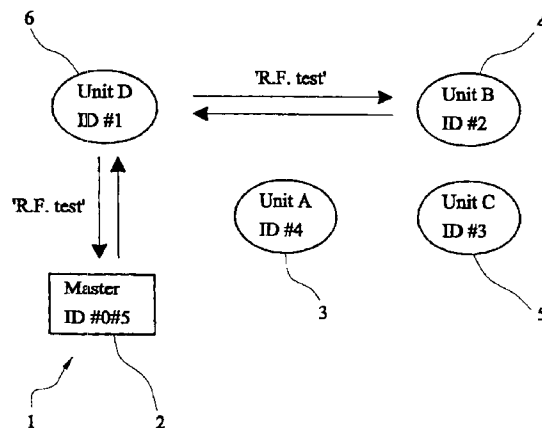 6
4
Unit D
ID #1
'R.F. test'
Unit B
ID #2
'R.F. test'
Unit A
ID #4
Unit C
ID #3
Master
ID #0#5
3
5
1
2